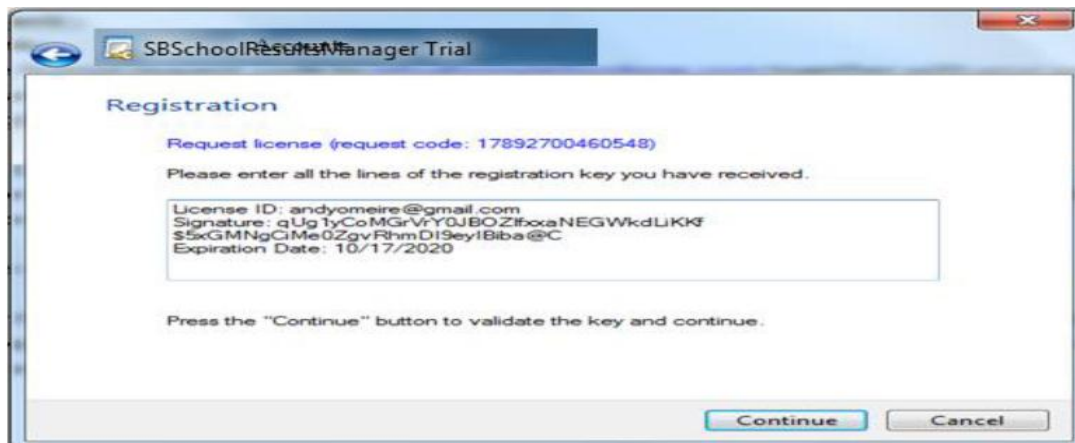 SBSchoolResultsManager Trial
Registration
Request license (request code: 17892700460548)
Please enter all the lines of the registration key you have received.
License ID: andyomeire@gmail.com
Signature: qUg1yCoMGrVrY0JBOZlfxxaNEGWkdLiKKf
$5xGMNgCiMe0ZgvRhmDI9eyIBiba@C
Expiration Date: 10/17/2020
Press the "Continue" button to validate the key and continue.
Continue
Cancel